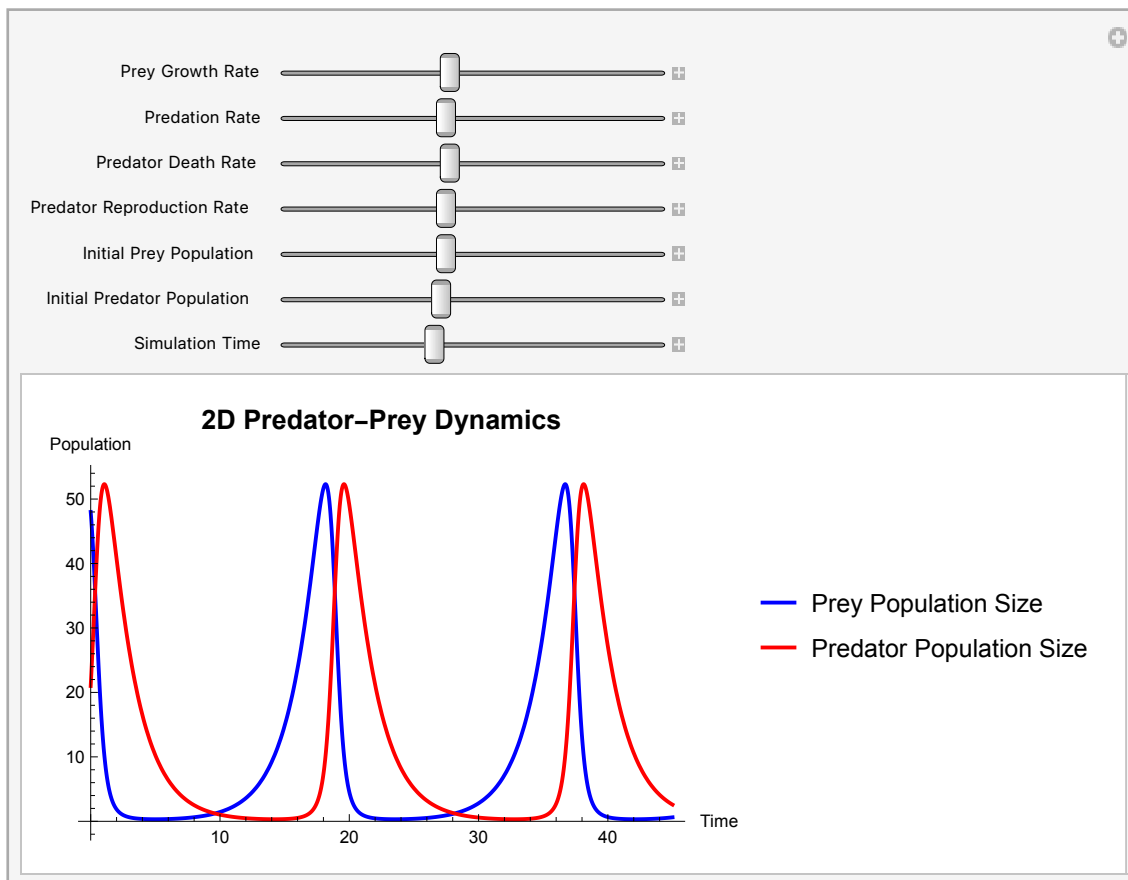 Prey Growth Rate
Predation Rate
Predator Death Rate
Predator Reproduction Rate
Initial Prey Population
Initial Predator Population
Simulation Time
2D Predator–Prey Dynamics
Population
50
40
30
20
10
10 20 30 40
Time
Prey Population Size
Predator Population Size